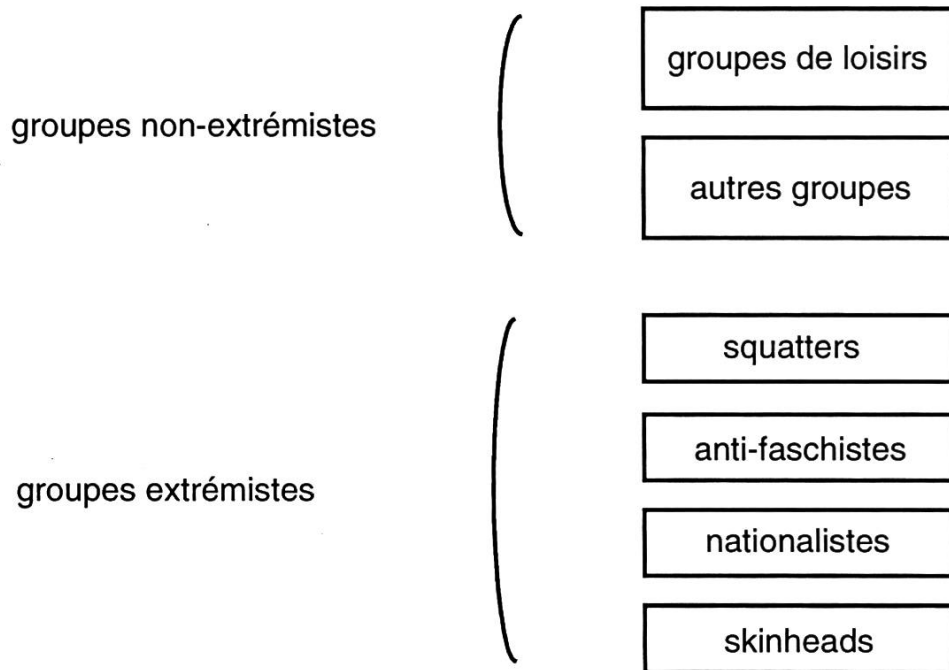 groupes non-extrémistes
groupes de loisirs
autres groupes
groupes extrémistes
squatters
anti-faschistes
nationalistes
skinheads